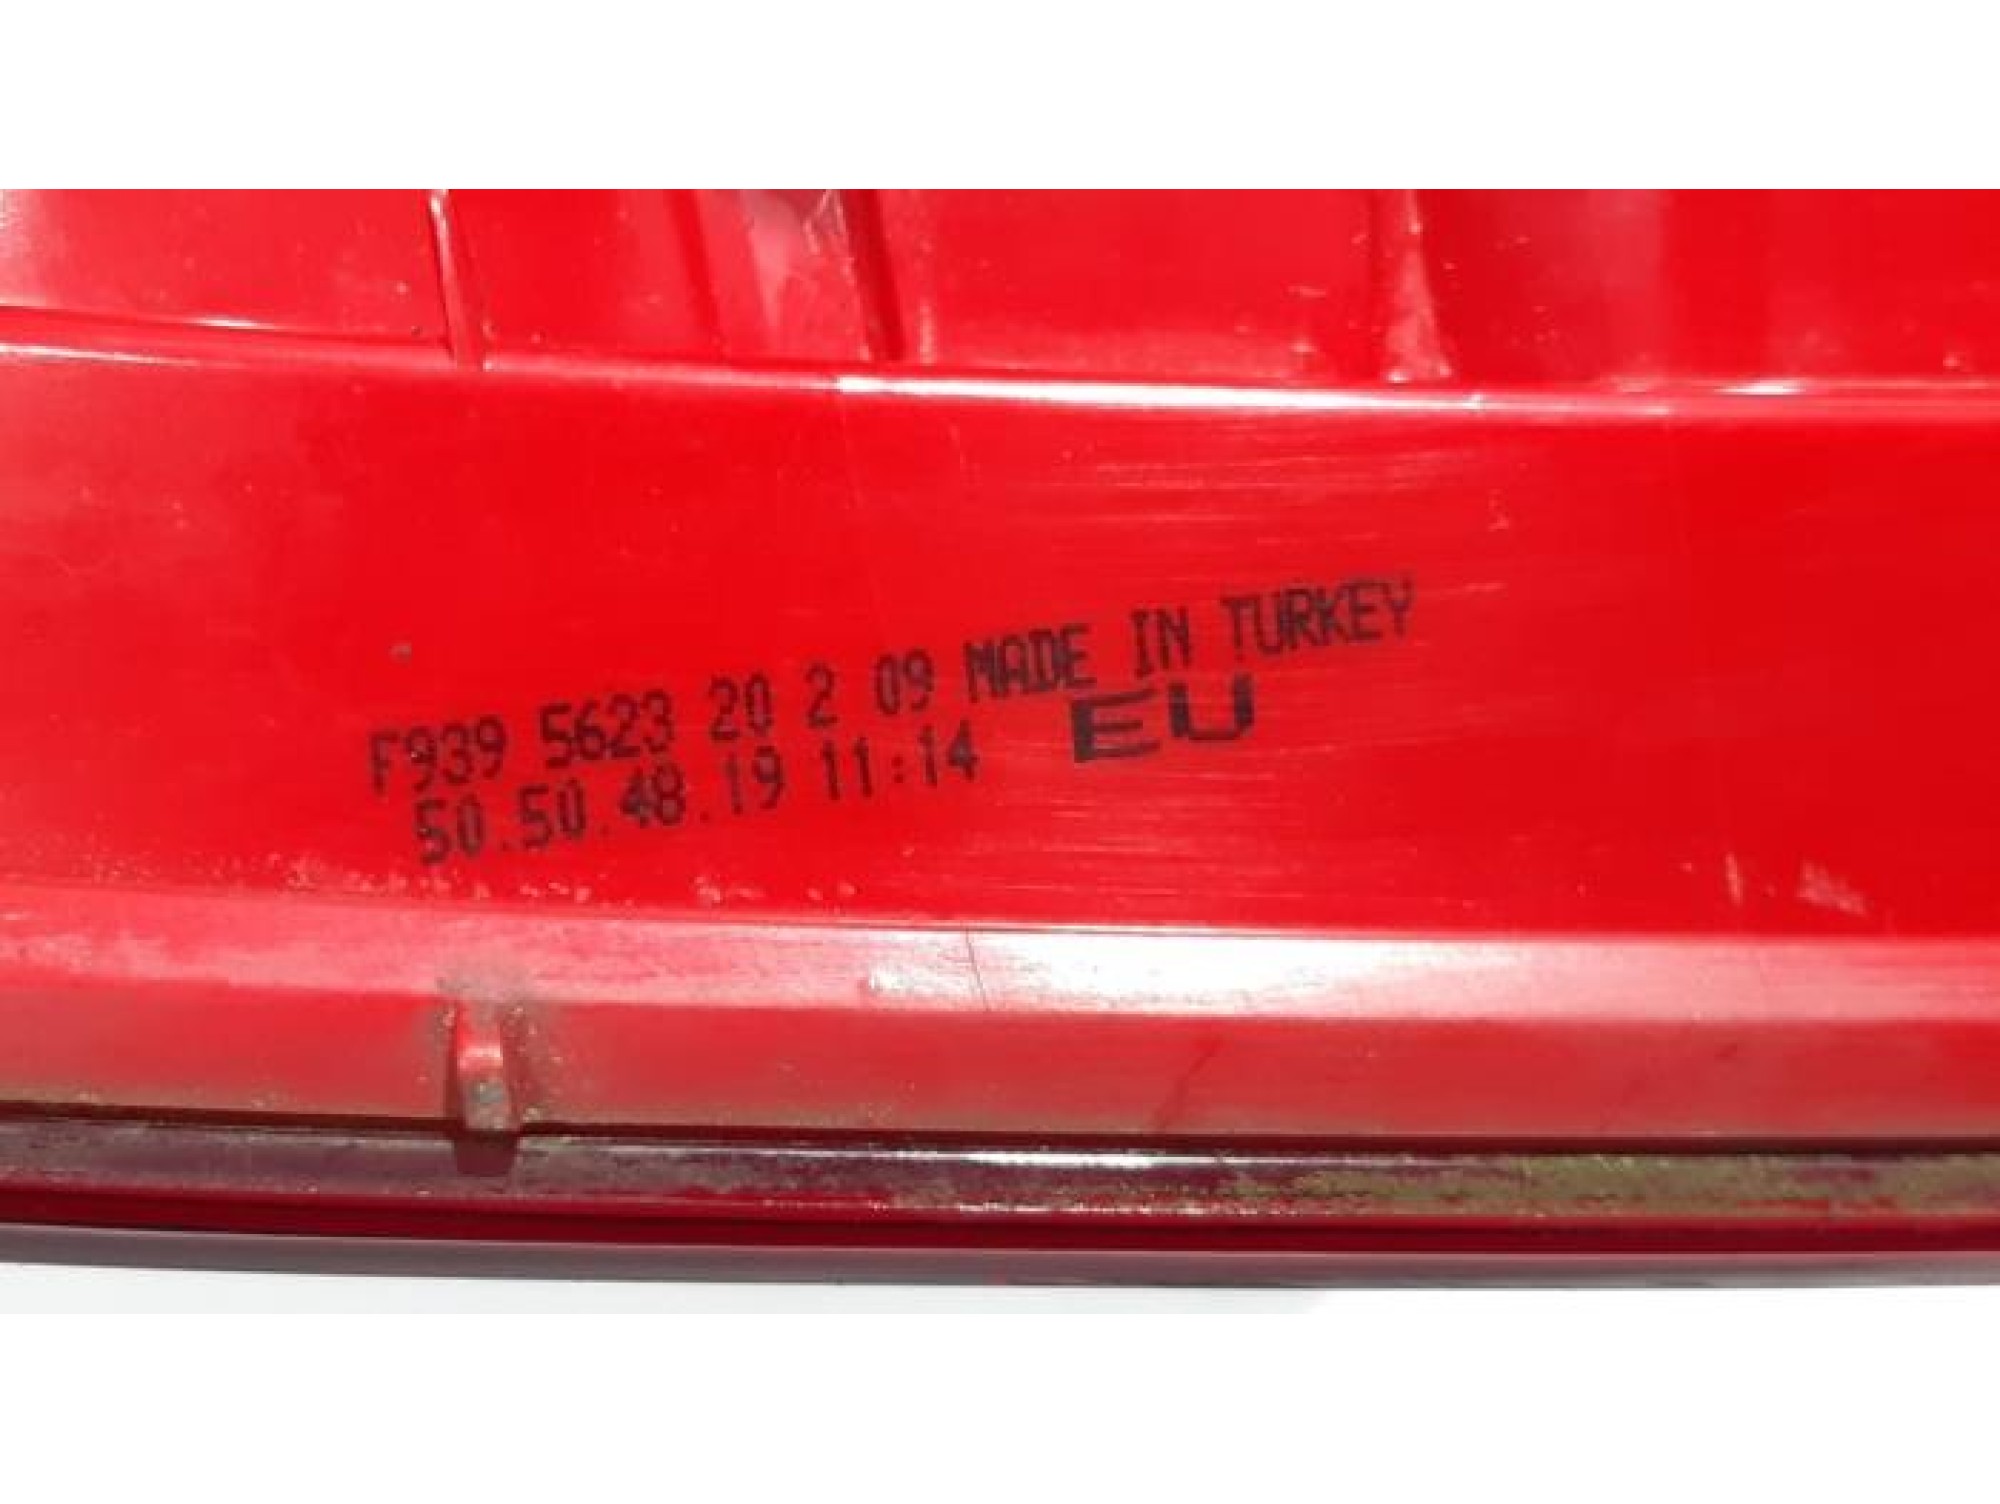 F939 5623 20 2 09 MADE IN TURKEY
50.50.48.19 11:14 EU